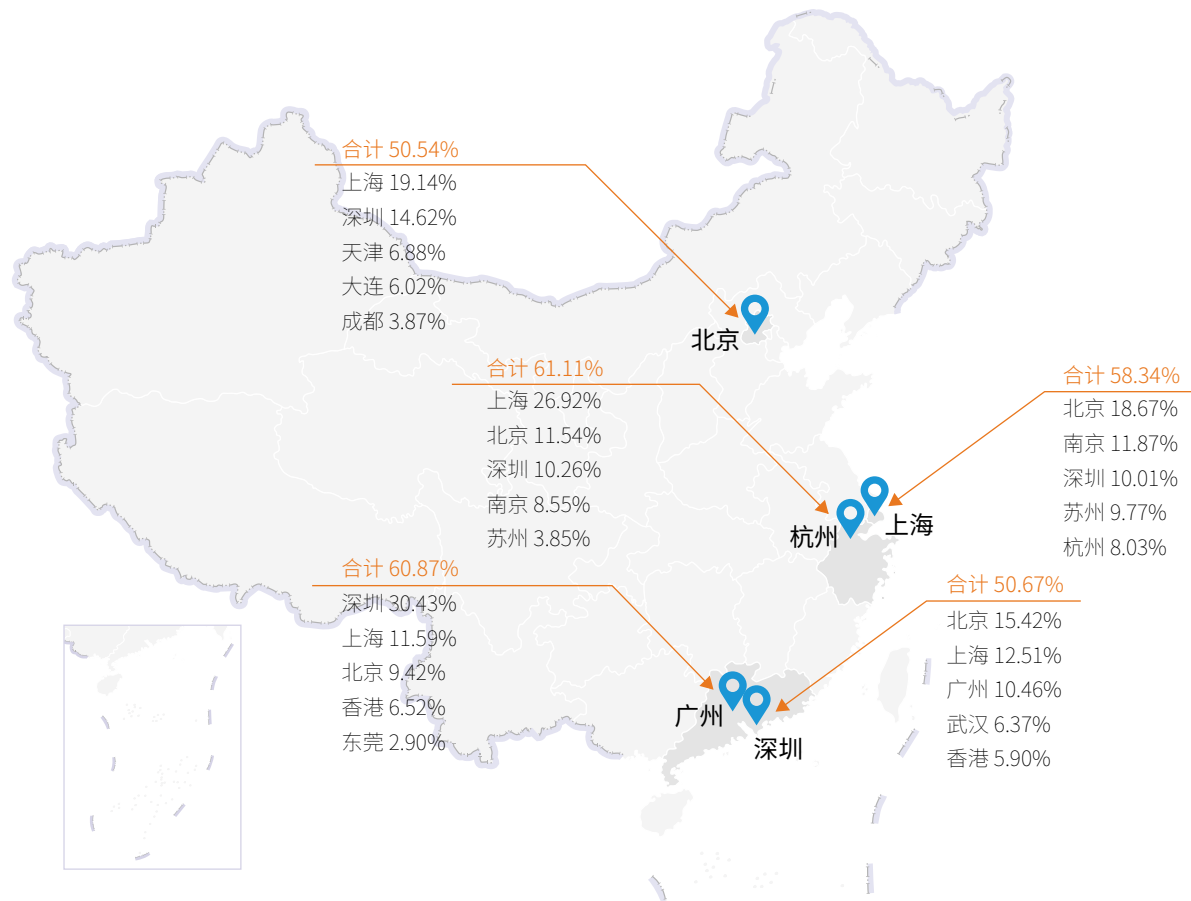 合计 50.54%
上海 19.14%
深圳 14.62%
天津 6.88%
大连 6.02%
成都 3.87%
北京
合计 61.11%
上海 26.92%
北京 11.54%
深圳 10.26%
南京 8.55%
苏州 3.85%
杭州
合计 58.34%
北京 18.67%
南京 11.87%
深圳 10.01%
苏州 9.77%
杭州 8.03%
上海
合计 60.87%
深圳 30.43%
上海 11.59%
北京 9.42%
香港 6.52%
东莞 2.90%
广州
合计 50.67%
北京 15.42%
上海 12.51%
广州 10.46%
武汉 6.37%
香港 5.90%
深圳